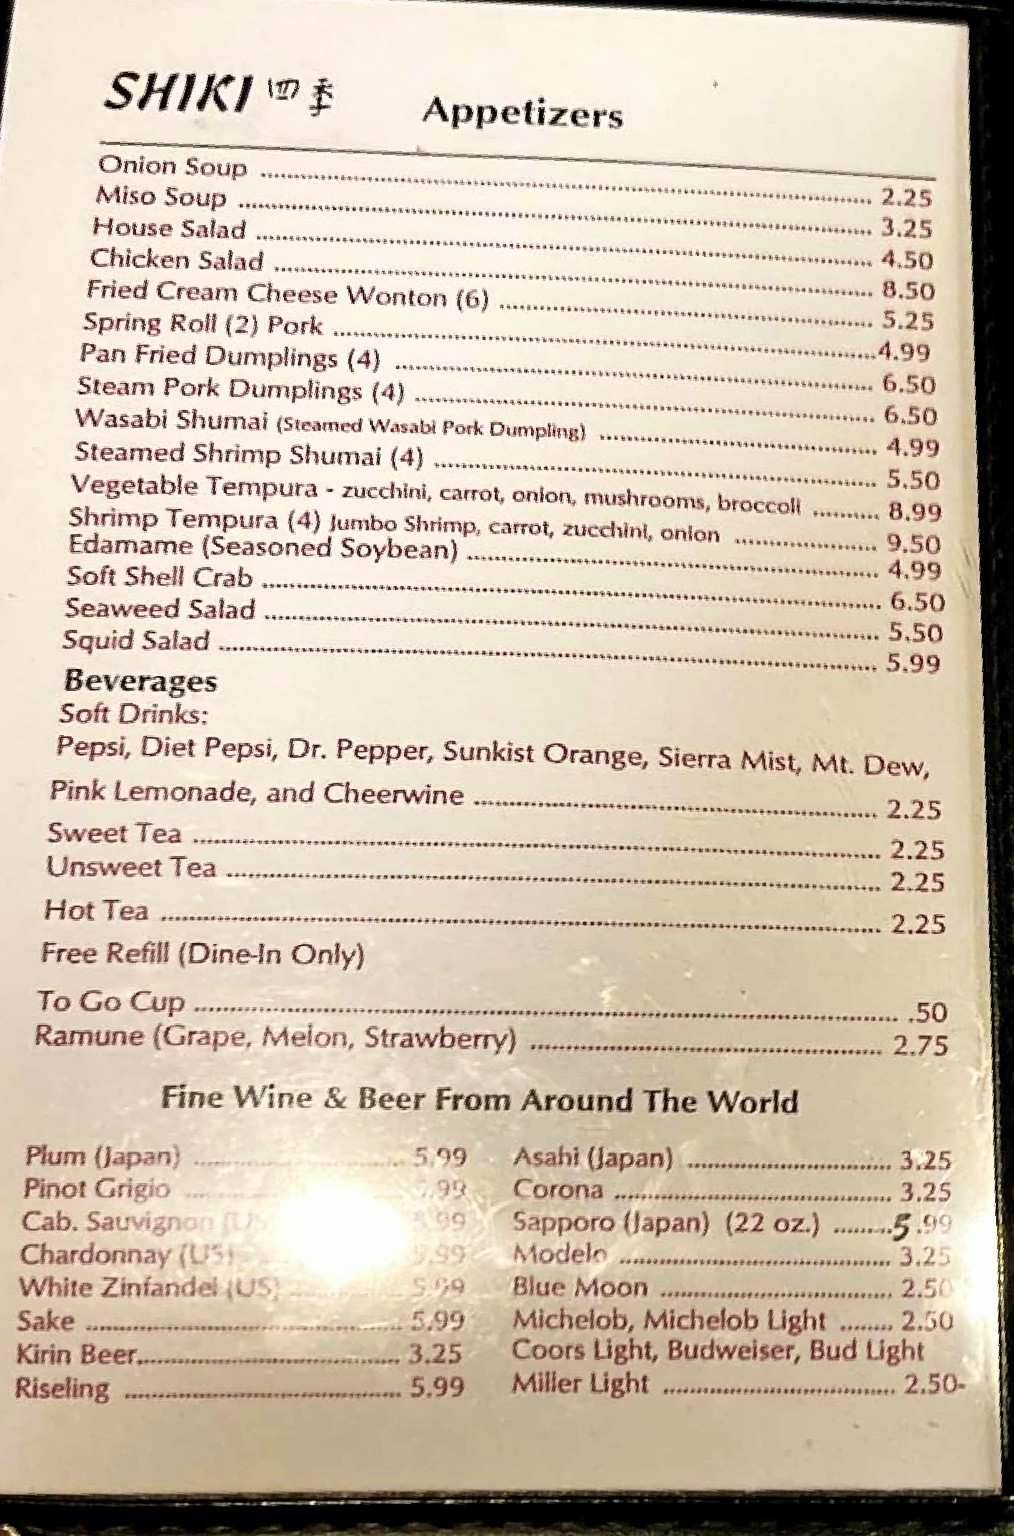 SHIKI 四季 Appetizers
Onion Soup 2.25
Miso Soup 3.25
House Salad 4.50
Chicken Salad 8.50
Fried Cream Cheese Wonton (6) 5.25
Spring Roll (2) Pork 4.99
Pan Fried Dumplings (4) 6.50
Steam Pork Dumplings (4) 6.50
Wasabi Shumai (Steamed Wasabi Pork Dumpling) 4.99
Steamed Shrimp Shumai (4) 5.50
Vegetable Tempura - zucchini, carrot, onion, mushrooms, broccoli 8.99
Shrimp Tempura (4) Jumbo Shrimp, carrot, zucchini, onion 9.50
Edamame (Seasoned Soybean) 4.99
Soft Shell Crab 6.50
Seaweed Salad 5.50
Squid Salad 5.99
Beverages
Soft Drinks:
Pepsi, Diet Pepsi, Dr. Pepper, Sunkist Orange, Sierra Mist, Mt. Dew,
Pink Lemonade, and Cheerwine 2.25
Sweet Tea 2.25
Unsweet Tea 2.25
Hot Tea 2.25
Free Refill (Dine-In Only)
To Go Cup .50
Ramune (Grape, Melon, Strawberry) 2.75
Fine Wine & Beer From Around The World
Plum (Japan) 5.99
Pinot Grigio
Cab. Sauvignon
Chardonnay (US)
White Zinfandel (US) 5.99
Sake 5.99
Kirin Beer 3.25
Riseling 5.99
Asahi (Japan) 3.25
Corona 3.25
Sapporo (Japan) (22 oz.) 5.99
Modelo 3.25
Blue Moon 2.50
Michelob, Michelob Light 2.50
Coors Light, Budweiser, Bud Light
Miller Light 2.50-